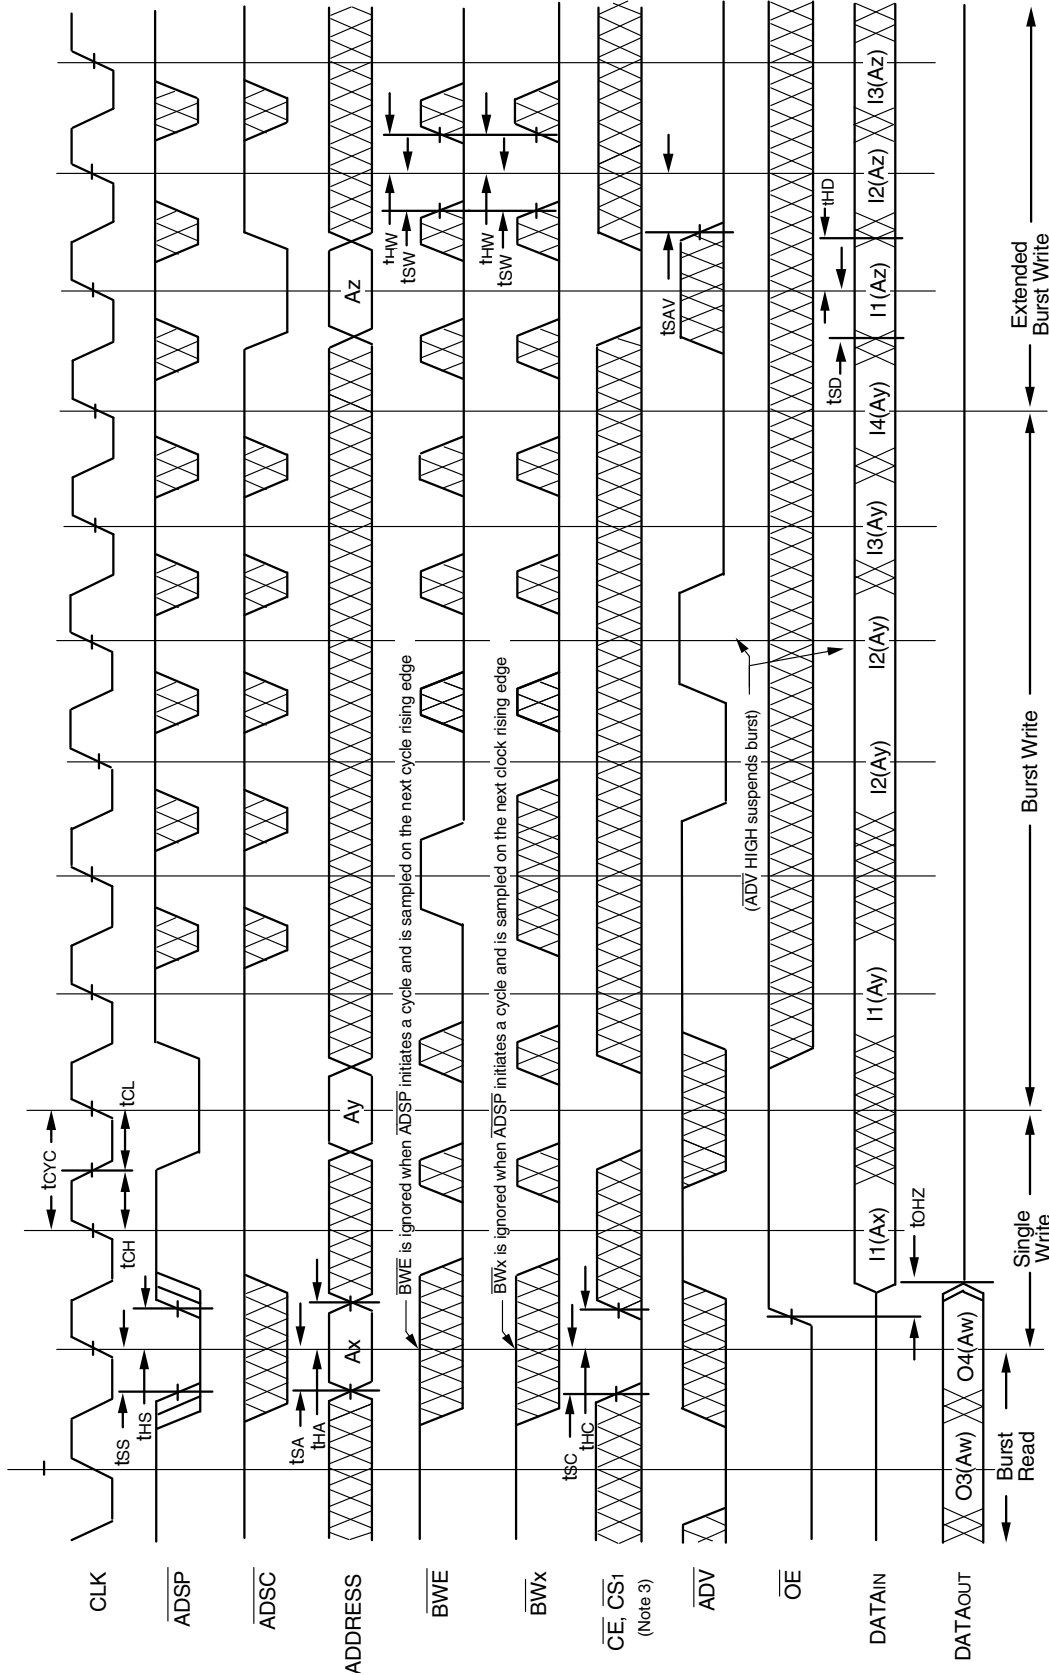 CLK
tCYC
tCH
tCL
tSS
tHS
ADSP
ADSC
tSA
tHA
ADDRESS
Ax
Ay
Az
BWE is ignored when ADSP initiates a cycle and is sampled on the next cycle rising edge
tHW
tSW
BWE
BWx is ignored when ADSP initiates a cycle and is sampled on the next clock rising edge
tHW
tSW
BWx
tSC
tHC
CE, CS1
(Note 3)
tSAV
ADV
(ADV HIGH suspends burst)
OE
tSD
tHD
DATAIN
I1(Ax)
I1(Ay)
I2(Ay)
I2(Ay)
I3(Ay)
I4(Ay)
I1(Az)
I2(Az)
I3(Az)
tOHZ
DATAOUT
O3(Aw)
O4(Aw)
Burst
Read
Single
Write
Burst Write
Extended
Burst Write